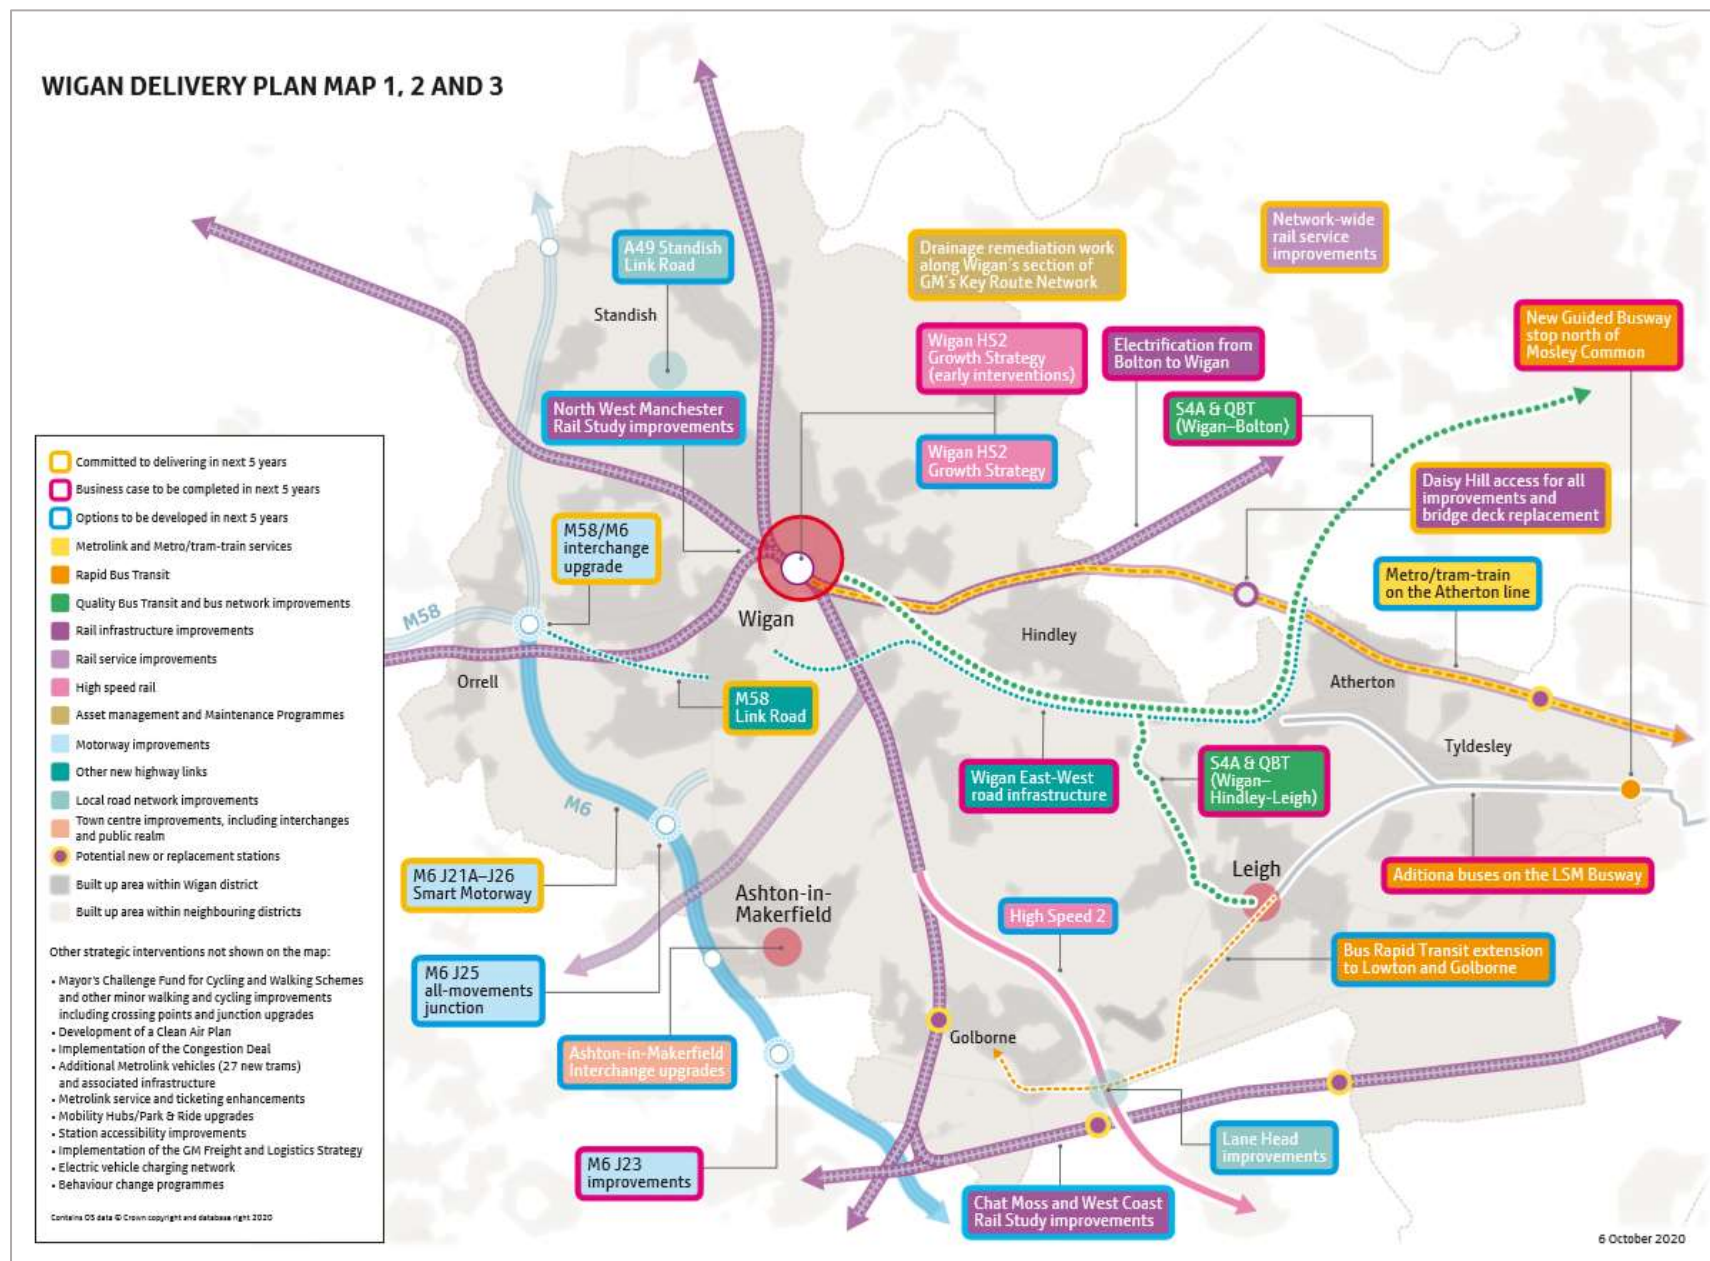 WIGAN DELIVERY PLAN MAP 1, 2 AND 3
Network-wide
rail service
improvements
A49 Standish
Link Road
Drainage remediation work
along Wigan's section of
GM's Key Route Network
Standish
New Guided Busway
stop north of
Mosley Common
Wigan HS2
Growth Strategy
(early interventions)
Electrification from
Bolton to Wigan
North West Manchester
Rail Study improvements
S4A & QBT
(Wigan–Bolton)
Wigan HS2
Growth Strategy
Daisy Hill access for all
improvements and
bridge deck replacement
M58/M6
interchange
upgrade
Metro/tram-train
on the Atherton line
M58
Wigan
Hindley
Orrell
Atherton
M58
Link Road
Tyldesley
Wigan East-West
road infrastructure
S4A & QBT
(Wigan–
Hindley-Leigh)
M6
M6 J21A–J26
Smart Motorway
Leigh
Aditiona buses on the LSM Busway
Ashton-in-
Makerfield
High Speed 2
Bus Rapid Transit extension
to Lowton and Golborne
M6 J25
all-movements
junction
Golborne
Ashton-in-Makerfield
Interchange upgrades
Lane Head
improvements
M6 J23
improvements
Chat Moss and West Coast
Rail Study improvements
Committed to delivering in next 5 years
Business case to be completed in next 5 years
Options to be developed in next 5 years
Metrolink and Metro/tram-train services
Rapid Bus Transit
Quality Bus Transit and bus network improvements
Rail infrastructure improvements
Rail service improvements
High speed rail
Asset management and Maintenance Programmes
Motorway improvements
Other new highway links
Local road network improvements
Town centre improvements, including interchanges
and public realm
Potential new or replacement stations
Built up area within Wigan district
Built up area within neighbouring districts
Other strategic interventions not shown on the map:
• Mayor's Challenge Fund for Cycling and Walking Schemes
and other minor walking and cycling improvements
including crossing points and junction upgrades
• Development of a Clean Air Plan
• Implementation of the Congestion Deal
• Additional Metrolink vehicles (27 new trams)
and associated infrastructure
• Metrolink service and ticketing enhancements
• Mobility Hubs/Park & Ride upgrades
• Station accessibility improvements
• Implementation of the GM Freight and Logistics Strategy
• Electric vehicle charging network
• Behaviour change programmes
Contains OS data © Crown copyright and database right 2020
6 October 2020